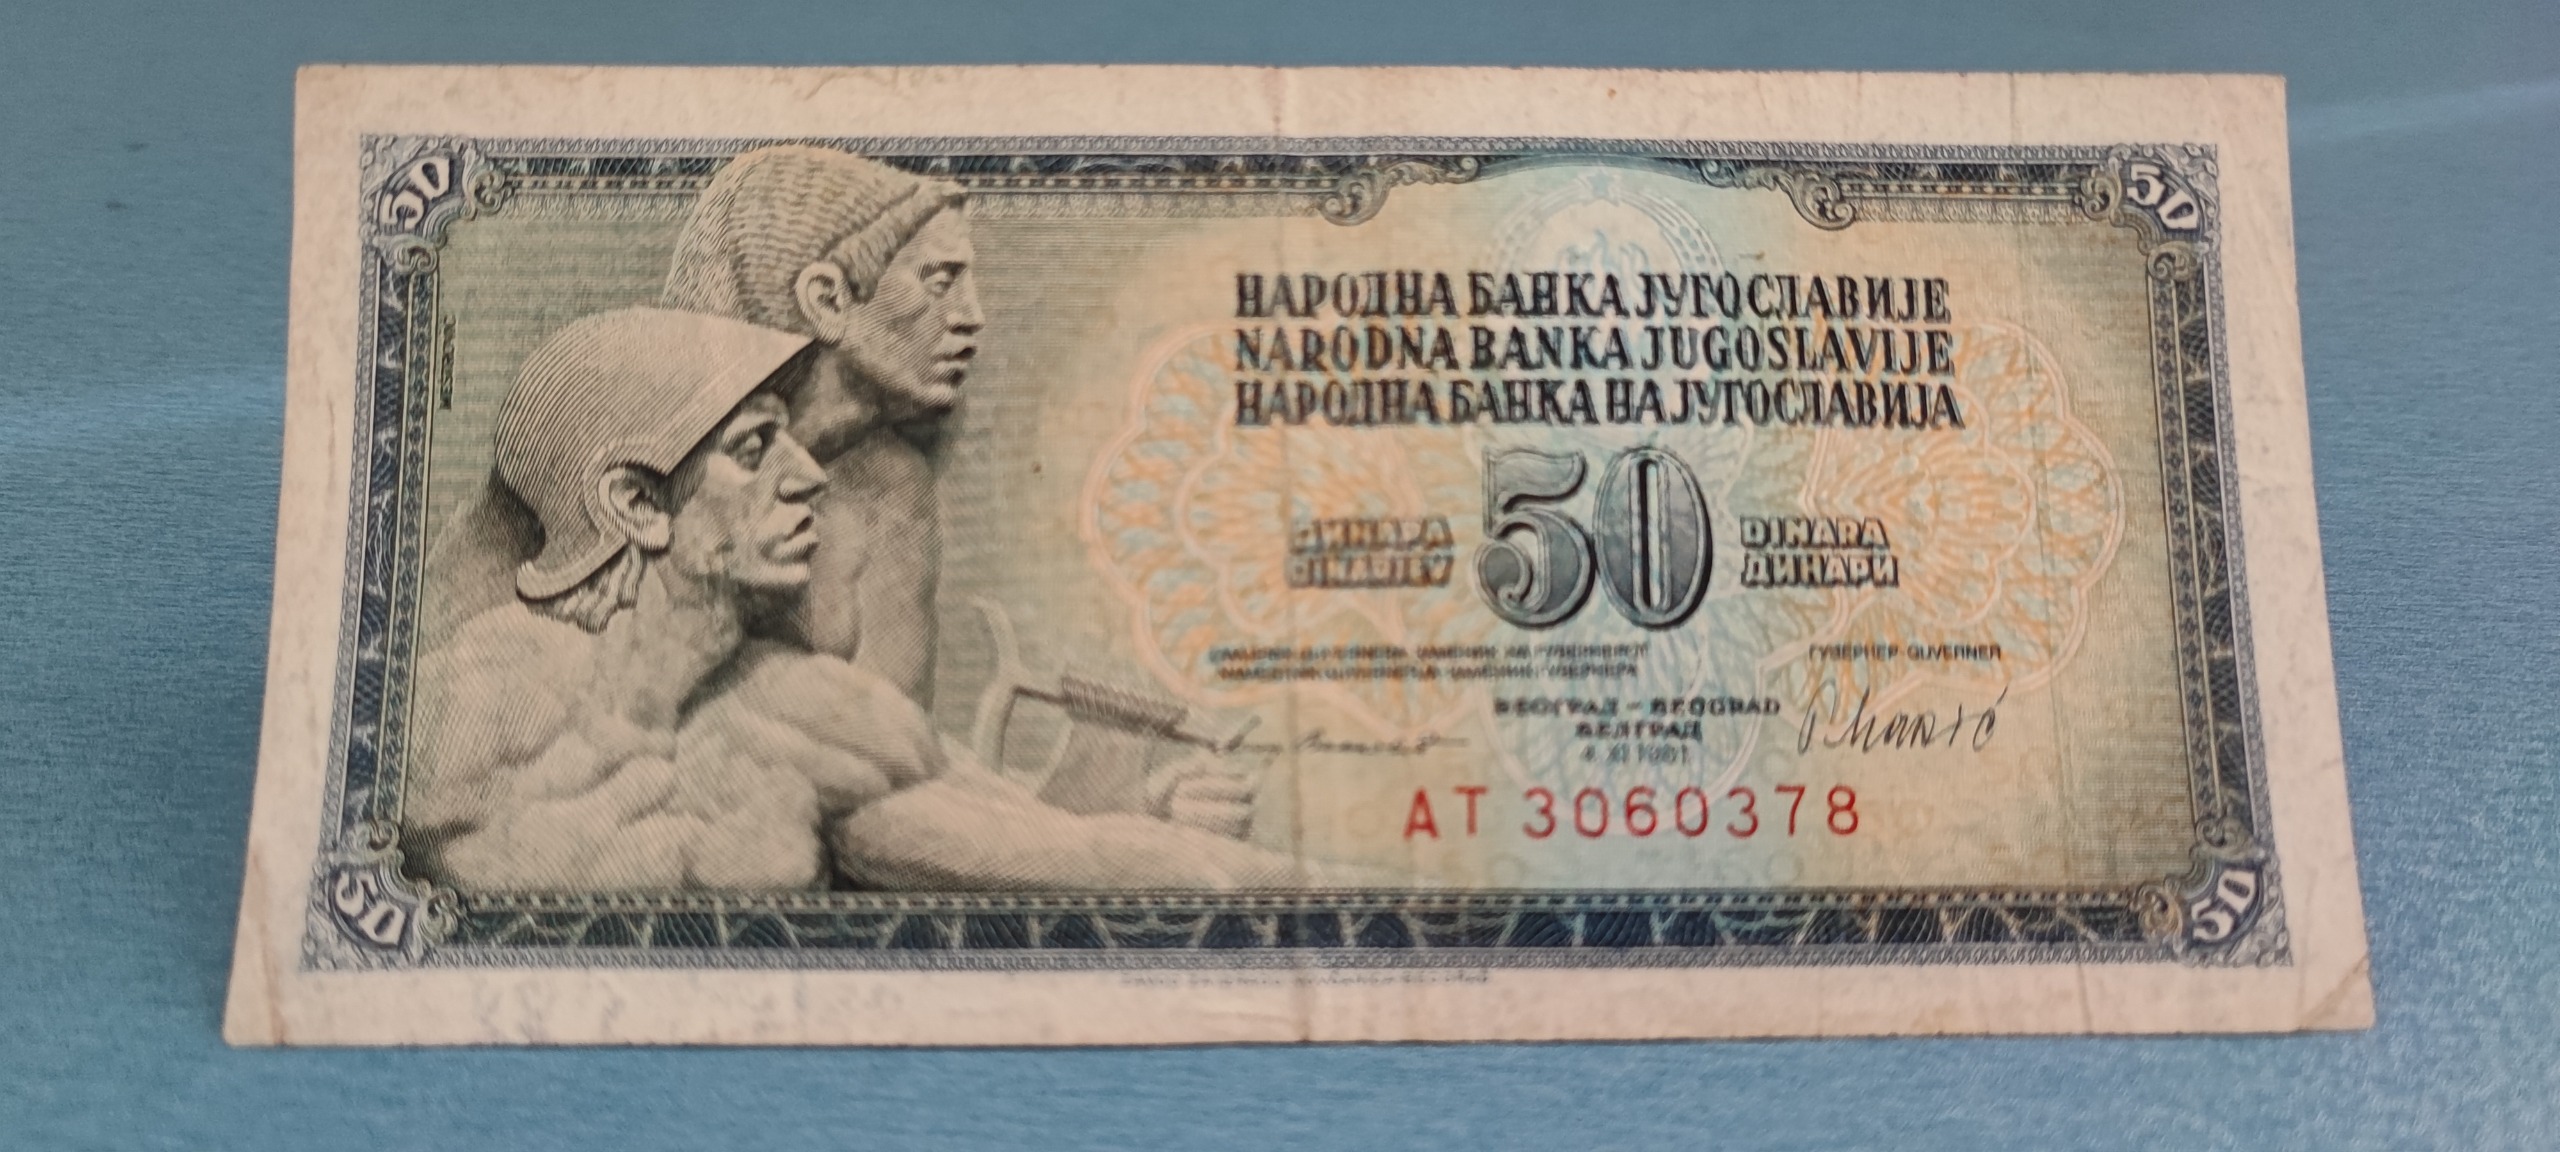 50
50
НАРОДНА БАНКА ЈУГОСЛАВИЈЕ
NARODNA BANKA JUGOSLAVIJE
НАРОДНА БАНКА НА ЈУГОСЛАВИЈА
ДИНАРА
DINARJEV
50
DINARA
ДИНАРИ
ГУВЕРНЕР-GUVERNER
БЕОГРАД - BEOGRAD
БЕЛГРАД
4. XI 1981
AT 3060378
50
50